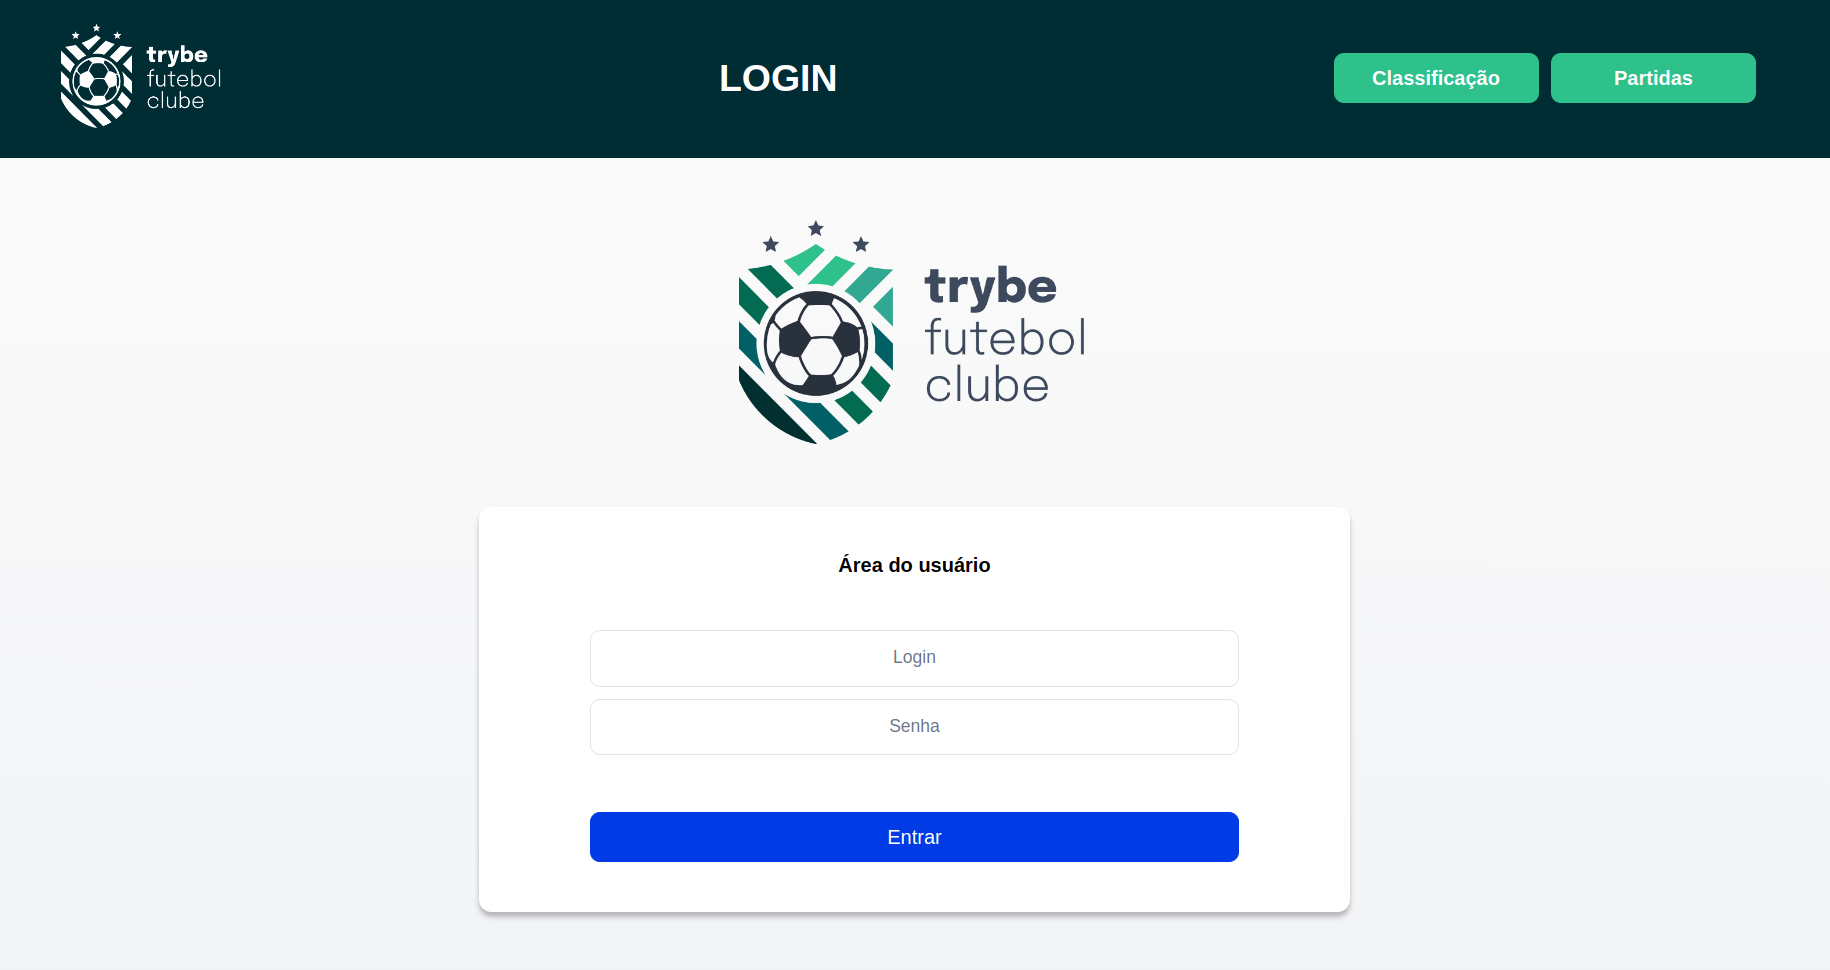 trybe
futebol
clube
LOGIN
Classificação
Partidas
trybe
futebol
clube
Área do usuário
Login
Senha
Entrar